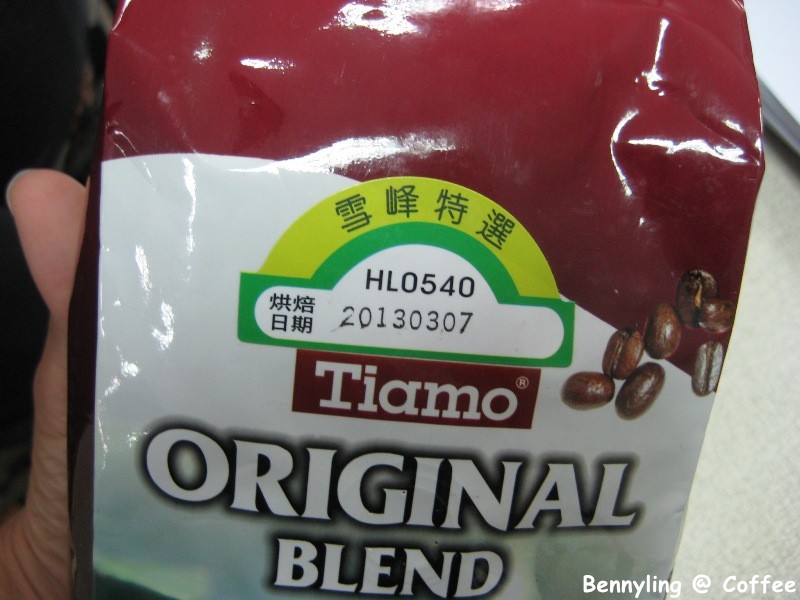 雪峰特選
HL0540
烘焙
日期 20130307
Tiamo®
ORIGINAL
BLEND
Bennyling @ Coffee